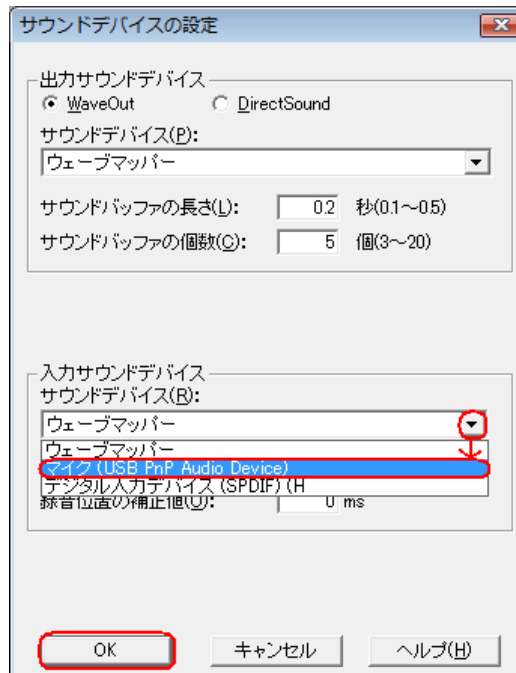 サウンドデバイスの設定
出力サウンドデバイス
WaveOut DirectSound
サウンドデバイス(P):
ウェーブマッパー
サウンドバッファの長さ(L): 0.2 秒(0.1～0.5)
サウンドバッファの個数(C): 5 個(3～20)
入力サウンドデバイス
サウンドデバイス(R):
ウェーブマッパー
ウェーブマッパー
マイク (USB PnP Audio Device)
デジタル入力デバイス (SPDIF) (H
録音位置の補正値(O): 0 ms
OK キャンセル ヘルプ(H)